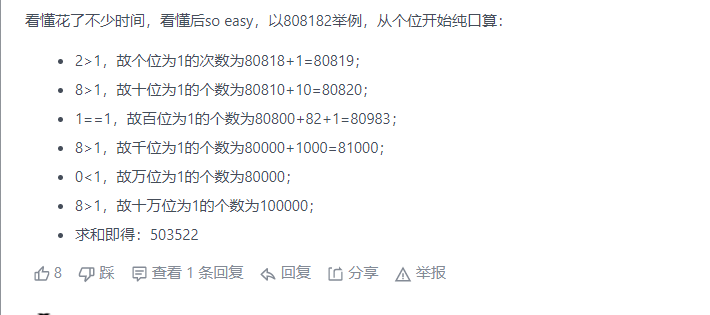 看懂花了不少时间，看懂后so easy，以808182举例，从个位开始纯口算：
2>1，故个位为1的次数为80818+1=80819；
8>1，故十位为1的个数为80810+10=80820；
1==1，故百位为1的个数为80800+82+1=80983；
8>1，故千位为1的个数为80000+1000=81000；
0<1，故万位为1的个数为80000；
8>1，故十万位为1的个数为100000；
求和即得：503522
8 踩 查看 1 条回复 回复 分享 举报